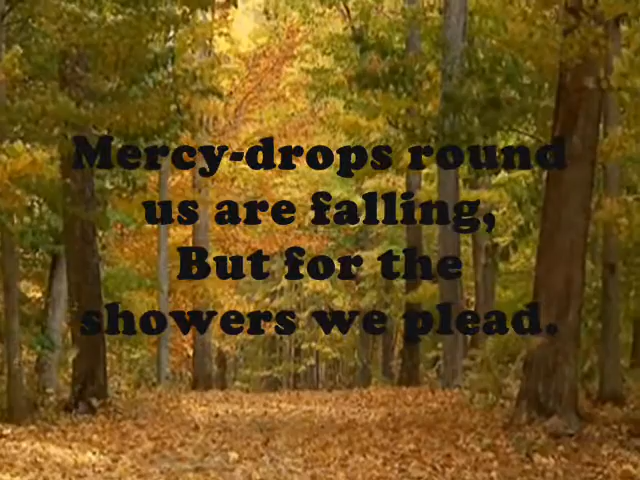 Mercy-drops round
us are falling,
But for the
showers we plead.